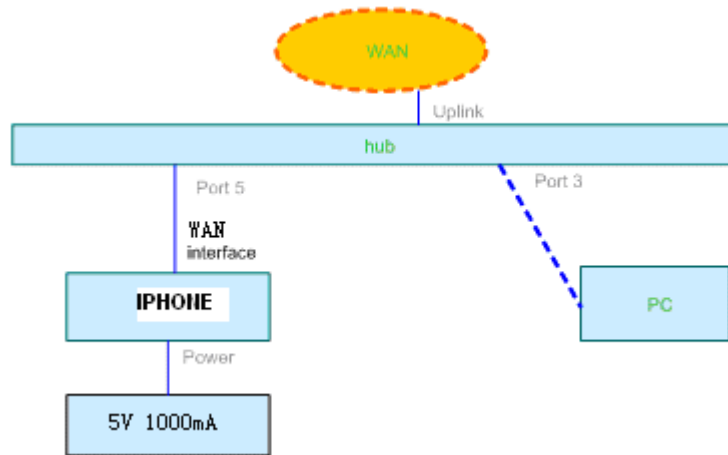 WAN
Uplink
hub
Port 5
Port 3
WAN
interface
IPHONE
PC
Power
5V 1000mA